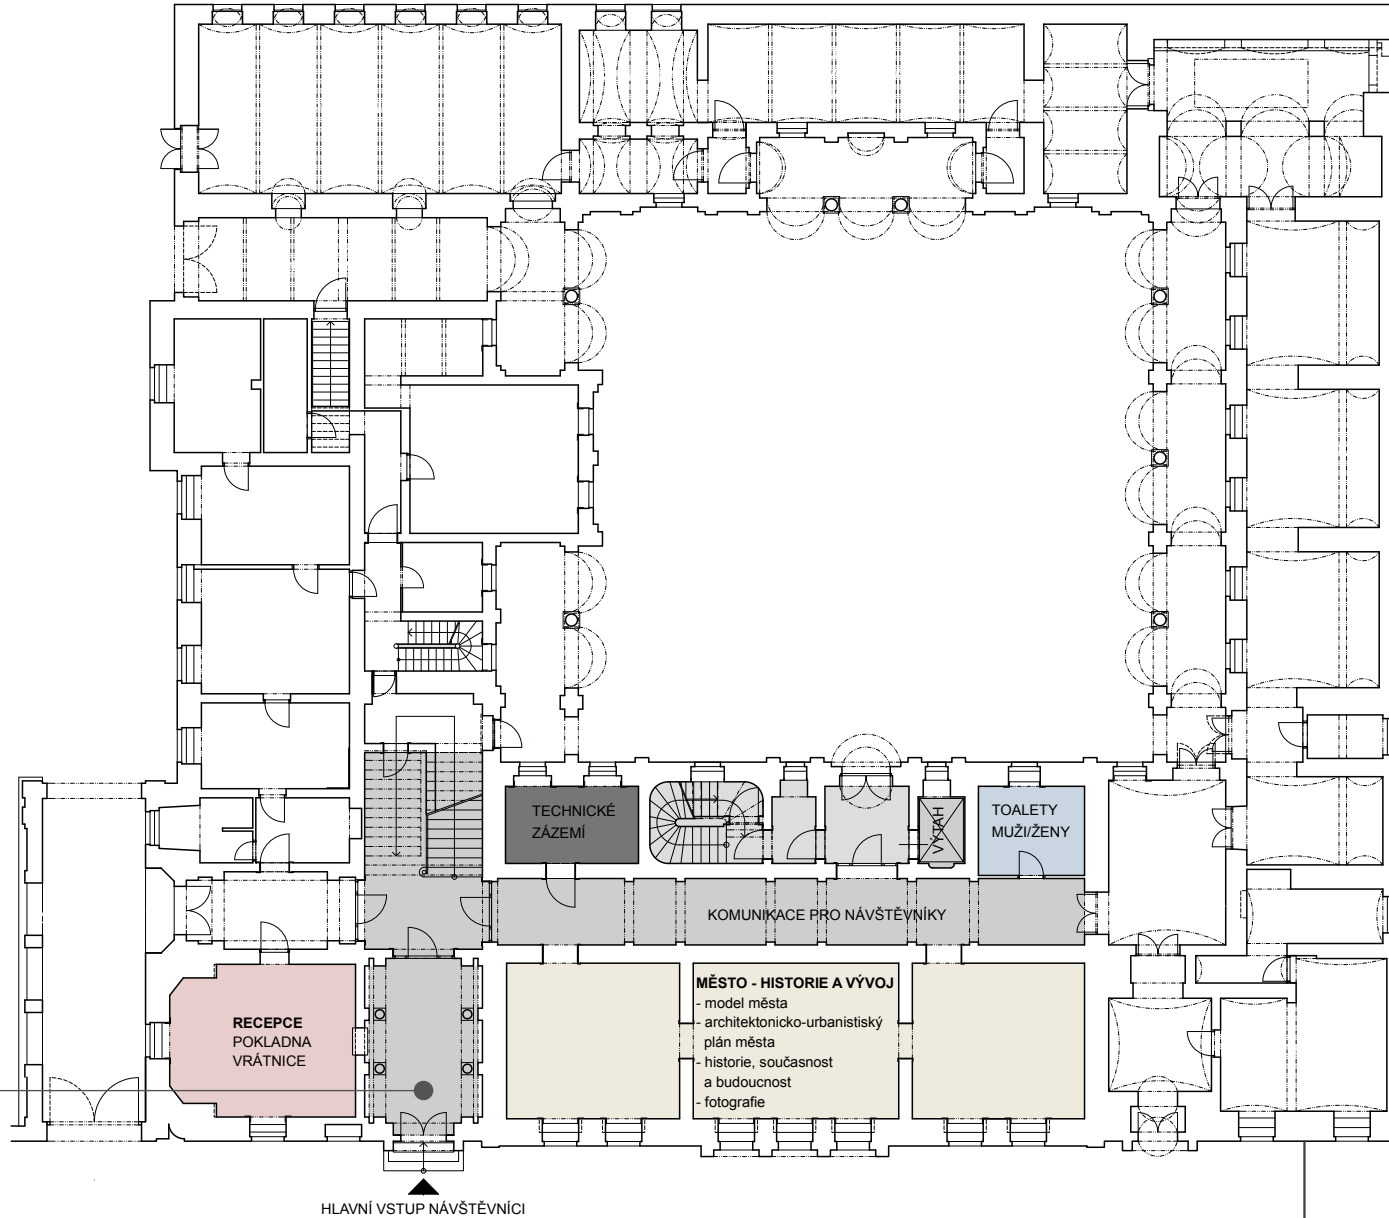 TECHNICKÉ
ZÁZEMÍ
VÝTAH
TOALETY
MUŽI/ŽENY
KOMUNIKACE PRO NÁVŠTĚVNÍKY
RECEPCE
POKLADNA
VRÁTNICE
MĚSTO - HISTORIE A VÝVOJ
- model města
- architektonicko-urbanistiský
plán města
- historie, současnost
a budoucnost
- fotografie
HLAVNÍ VSTUP NÁVŠTĚVNÍCI